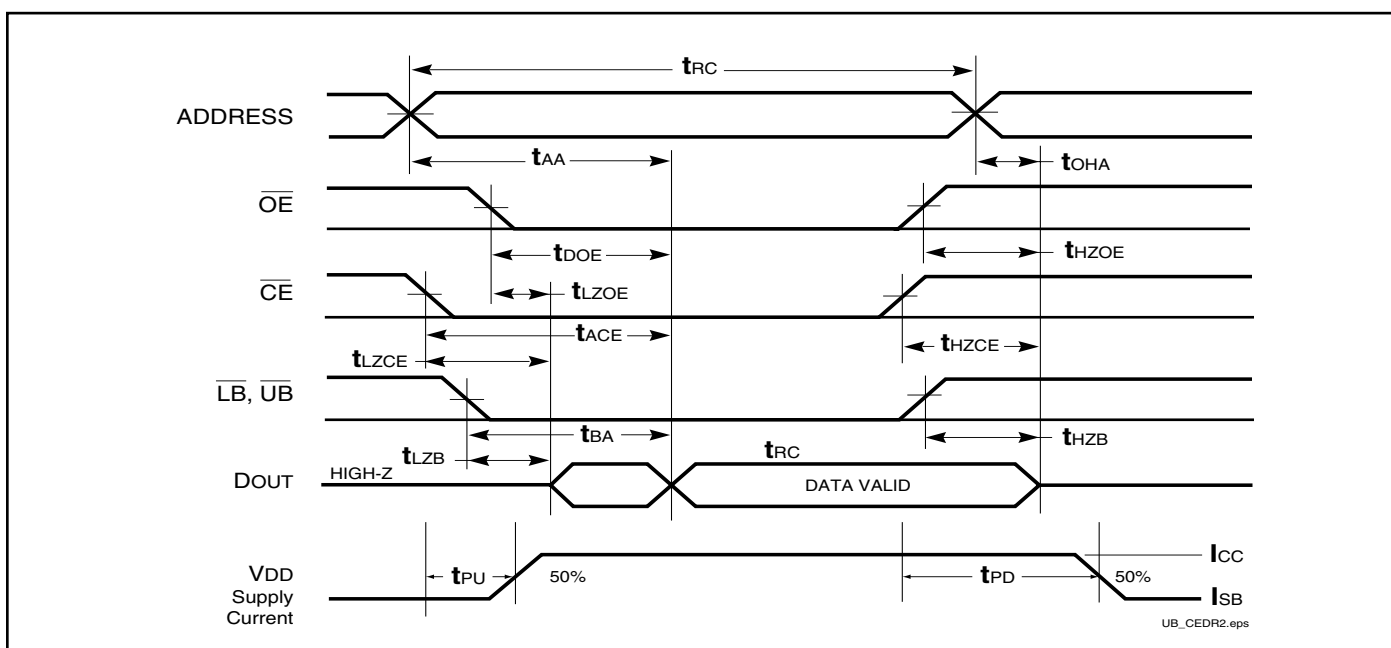 tRC
ADDRESS
tAA
tOHA
OE
tDOE
tHZOE
CE
tLZOE
tACE
tHZCE
tLZCE
LB, UB
tBA
tHZB
tLZB
tRC
DOUT
HIGH-Z
DATA VALID
ICC
tPU
50%
tPD
50%
VDD
Supply
Current
ISB
UB_CEDR2.eps